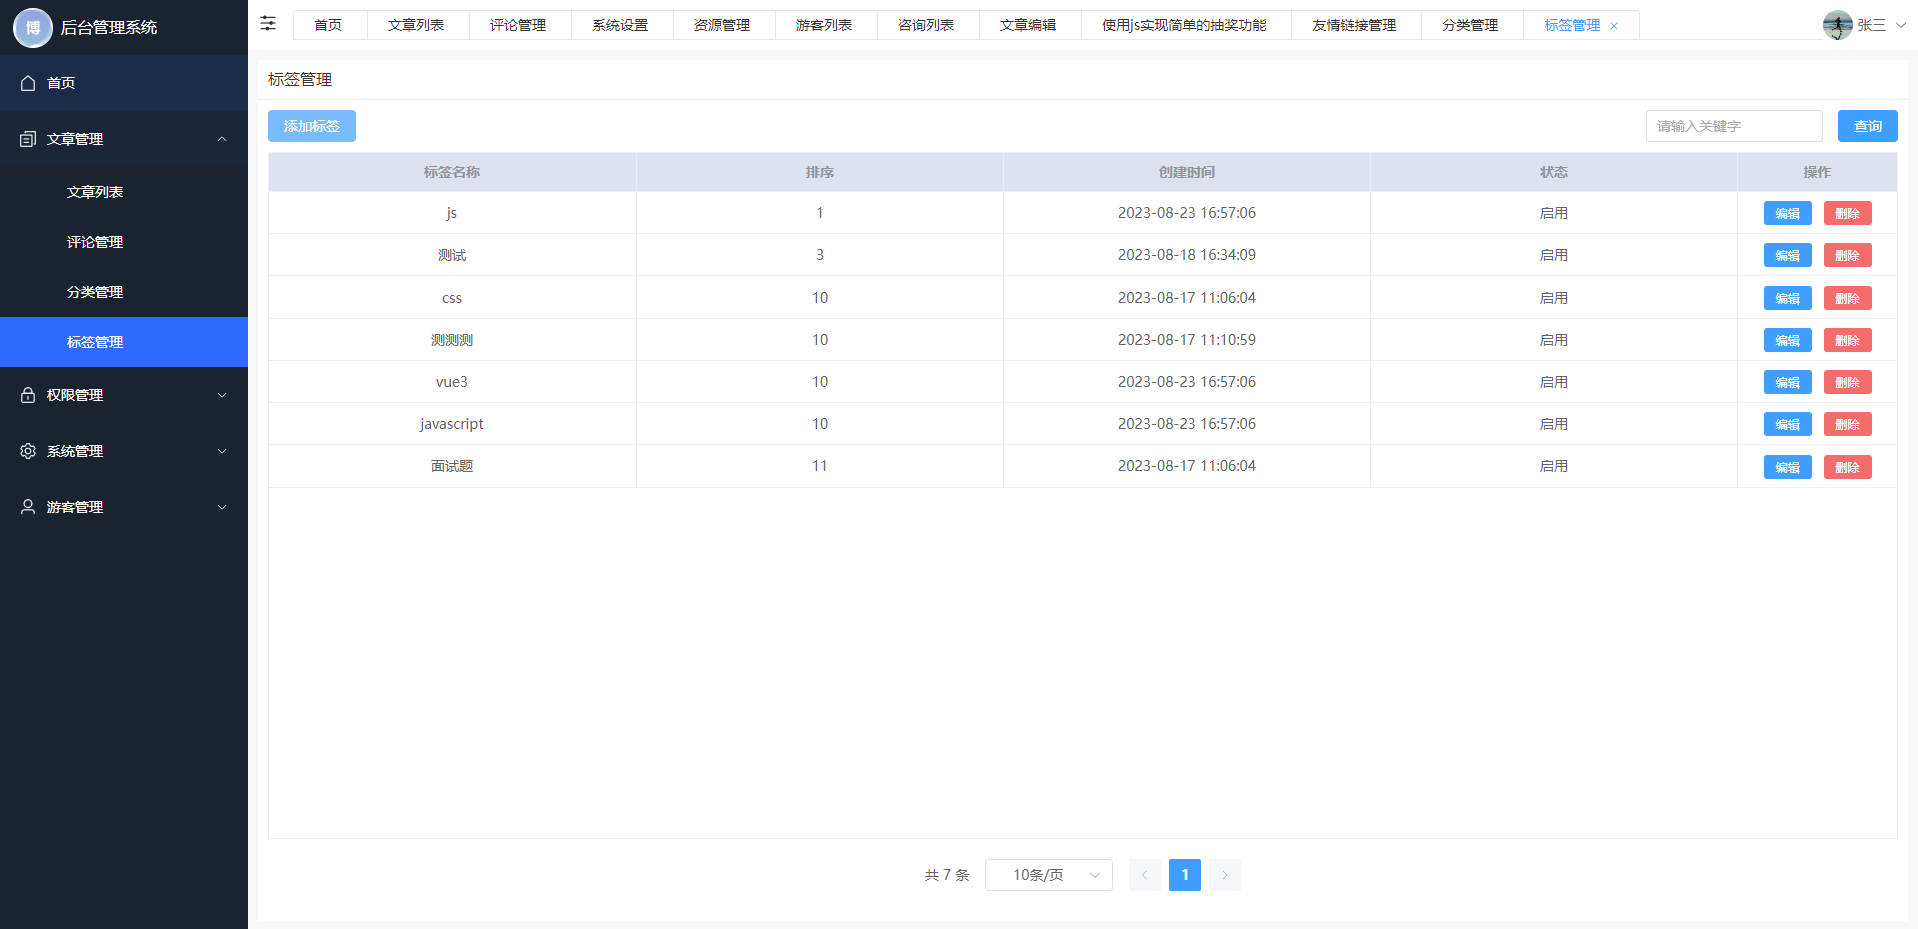 博 后台管理系统
首页
文章管理
文章列表
评论管理
分类管理
标签管理
权限管理
系统管理
游客管理
首页 文章列表 评论管理 系统设置 资源管理 游客列表 咨询列表 文章编辑 使用js实现简单的抽奖功能 友情链接管理 分类管理 标签管理 张三
标签管理
添加标签 请输入关键字 查询
标签名称 排序 创建时间 状态 操作
js 1 2023-08-23 16:57:06 启用 编辑 删除
测试 3 2023-08-18 16:34:09 启用 编辑 删除
css 10 2023-08-17 11:06:04 启用 编辑 删除
测测测 10 2023-08-17 11:10:59 启用 编辑 删除
vue3 10 2023-08-23 16:57:06 启用 编辑 删除
javascript 10 2023-08-23 16:57:06 启用 编辑 删除
面试题 11 2023-08-17 11:06:04 启用 编辑 删除
共 7 条 10条/页 1